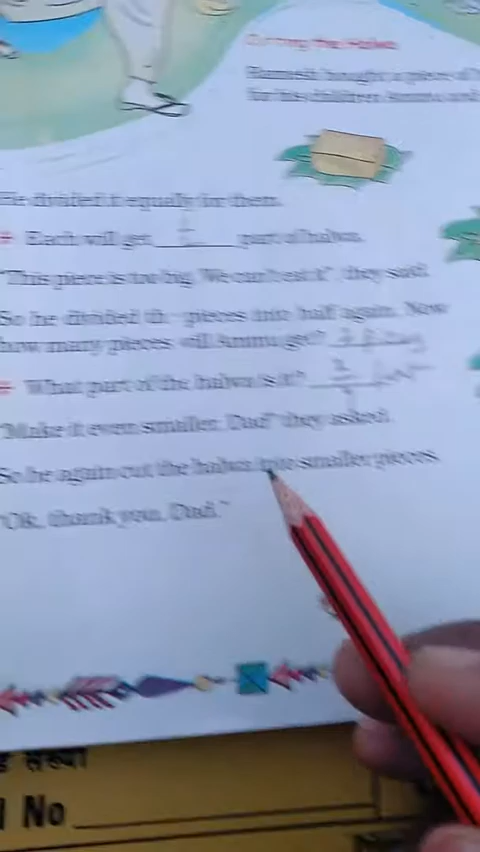 Cutting the Halwa
Ramesh bought a piece of
for his children Ammu and
He divided it equally for them.
* Each will get ______ part of halwa.
"This piece is too big. We can't eat it", they said.
So he divided the pieces into half again. Now
how many pieces will Ammu get?
* What part of the halwa is it?
"Make it even smaller, Dad" they asked.
So he again cut the halwa into smaller pieces.
"Ok, thank you, Dad."
संख्या
No